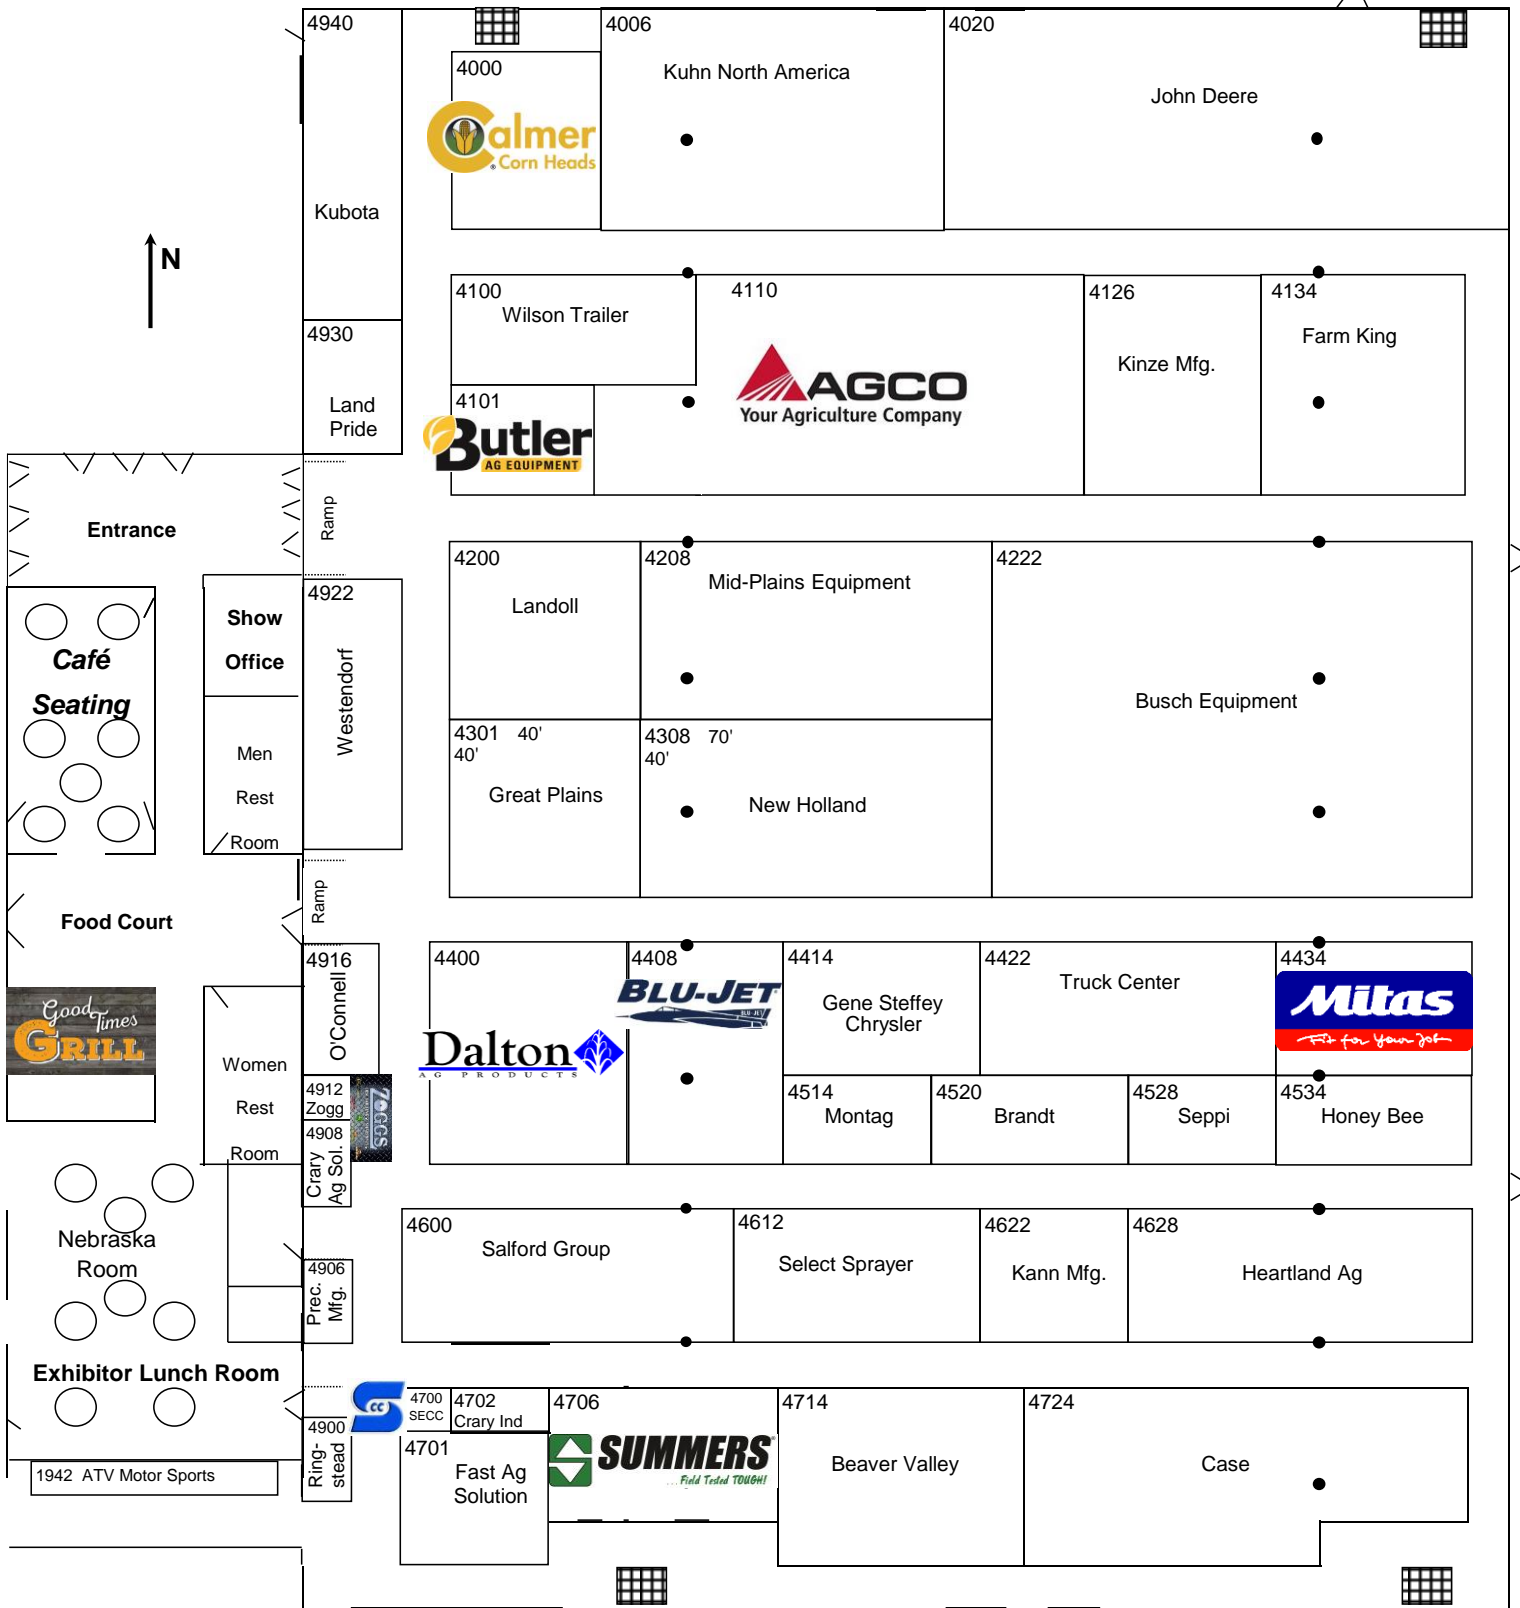 4940
4006
4020
4000
Kuhn North America
John Deere
Calmer
® Corn Heads
Kubota
N
4100
Wilson Trailer
4110
4126
4134
Farm King
Kinze Mfg.
4930
AGCO
Your Agriculture Company
Land
Pride
4101
Butler
AG EQUIPMENT
Entrance
Ramp
4200
Landoll
4208
Mid-Plains Equipment
4222
4922
Show
Office
Café
Seating
Westendorf
Busch Equipment
4301 40'
40'
Great Plains
4308 70'
40'
New Holland
Men
Rest
Room
Ramp
Food Court
4916
O'Connell
4400
4408
4414
4422
4434
Truck Center
BLU-JET
BLU-JET
Gene Steffey
Chrysler
Mitas
Fit for Your Job
Good Times
GRILL
Dalton
AG PRODUCTS
Women
Rest
Room
4912
Zogg
ZOGGS
4514
Montag
4520
Brandt
4528
Seppi
4534
Honey Bee
4908
Crary
Ag Sol.
4600
Salford Group
4612
Select Sprayer
4622
Kann Mfg.
4628
Heartland Ag
Nebraska
Room
4906
Prec.
Mfg.
Exhibitor Lunch Room
CC
4700
SECC
4702
Crary Ind
4706
4714
4724
4900
Ring-
stead
4701
Fast Ag
Solution
SUMMERS®
...Field Tested TOUGH!
Beaver Valley
Case
1942 ATV Motor Sports